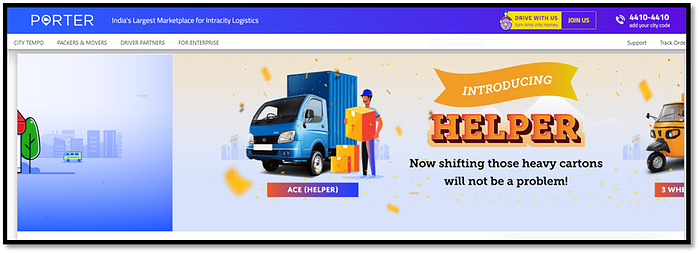 PORTER
India's Largest Marketplace for Intracity Logistics
DRIVE WITH US
turn kms into money
JOIN US
4410-4410
add your city code
CITY TEMPO
PACKERS & MOVERS
DRIVER PARTNERS
FOR ENTERPRISE
Support
Track Orde
INTRODUCING
HELPER
Now shifting those heavy cartons
will not be a problem!
ACE (HELPER)
3 WHE